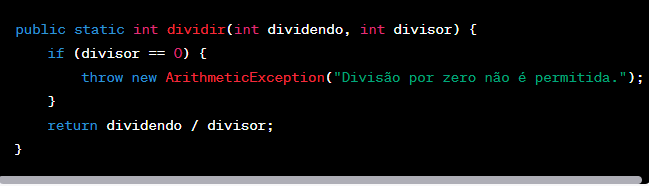 public static int dividir(int dividendo, int divisor) {
    if (divisor == 0) {
        throw new ArithmeticException("Divisão por zero não é permitida.");
    }
    return dividendo / divisor;
}